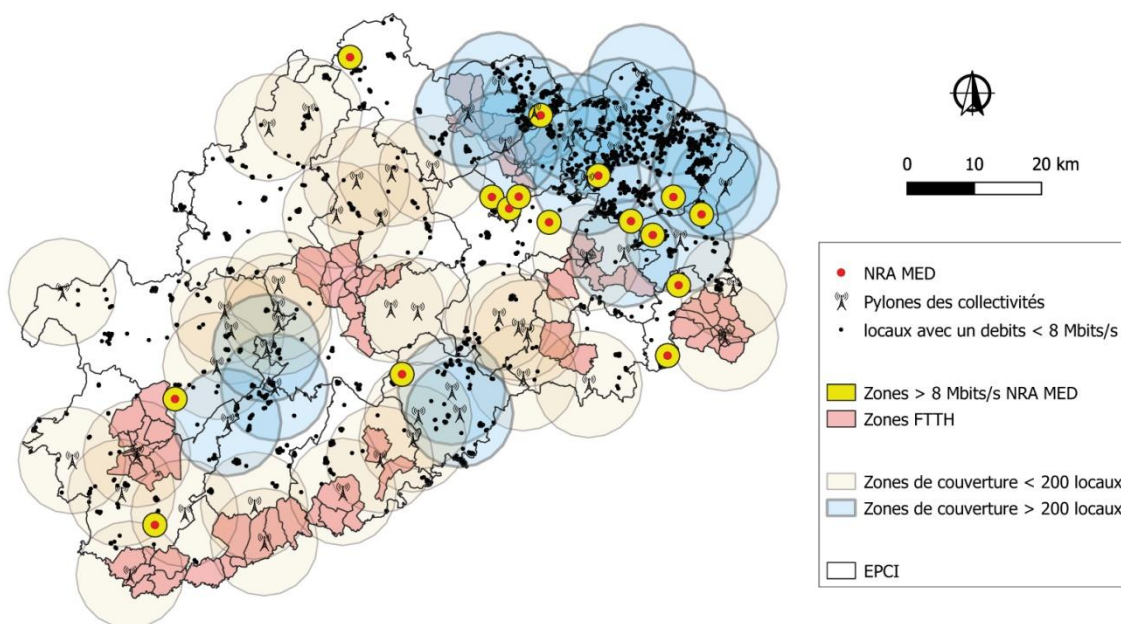 0 10 20 km
NRA MED
Pylones des collectivités
locaux avec un debits < 8 Mbits/s
Zones > 8 Mbits/s NRA MED
Zones FTTH
Zones de couverture < 200 locaux
Zones de couverture > 200 locaux
EPCI